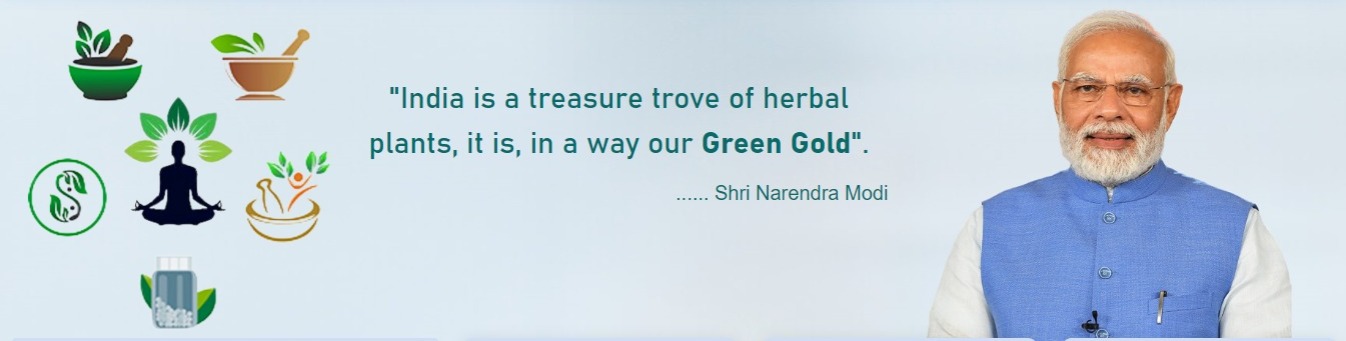 "India is a treasure trove of herbal
plants, it is, in a way our Green Gold".
...... Shri Narendra Modi